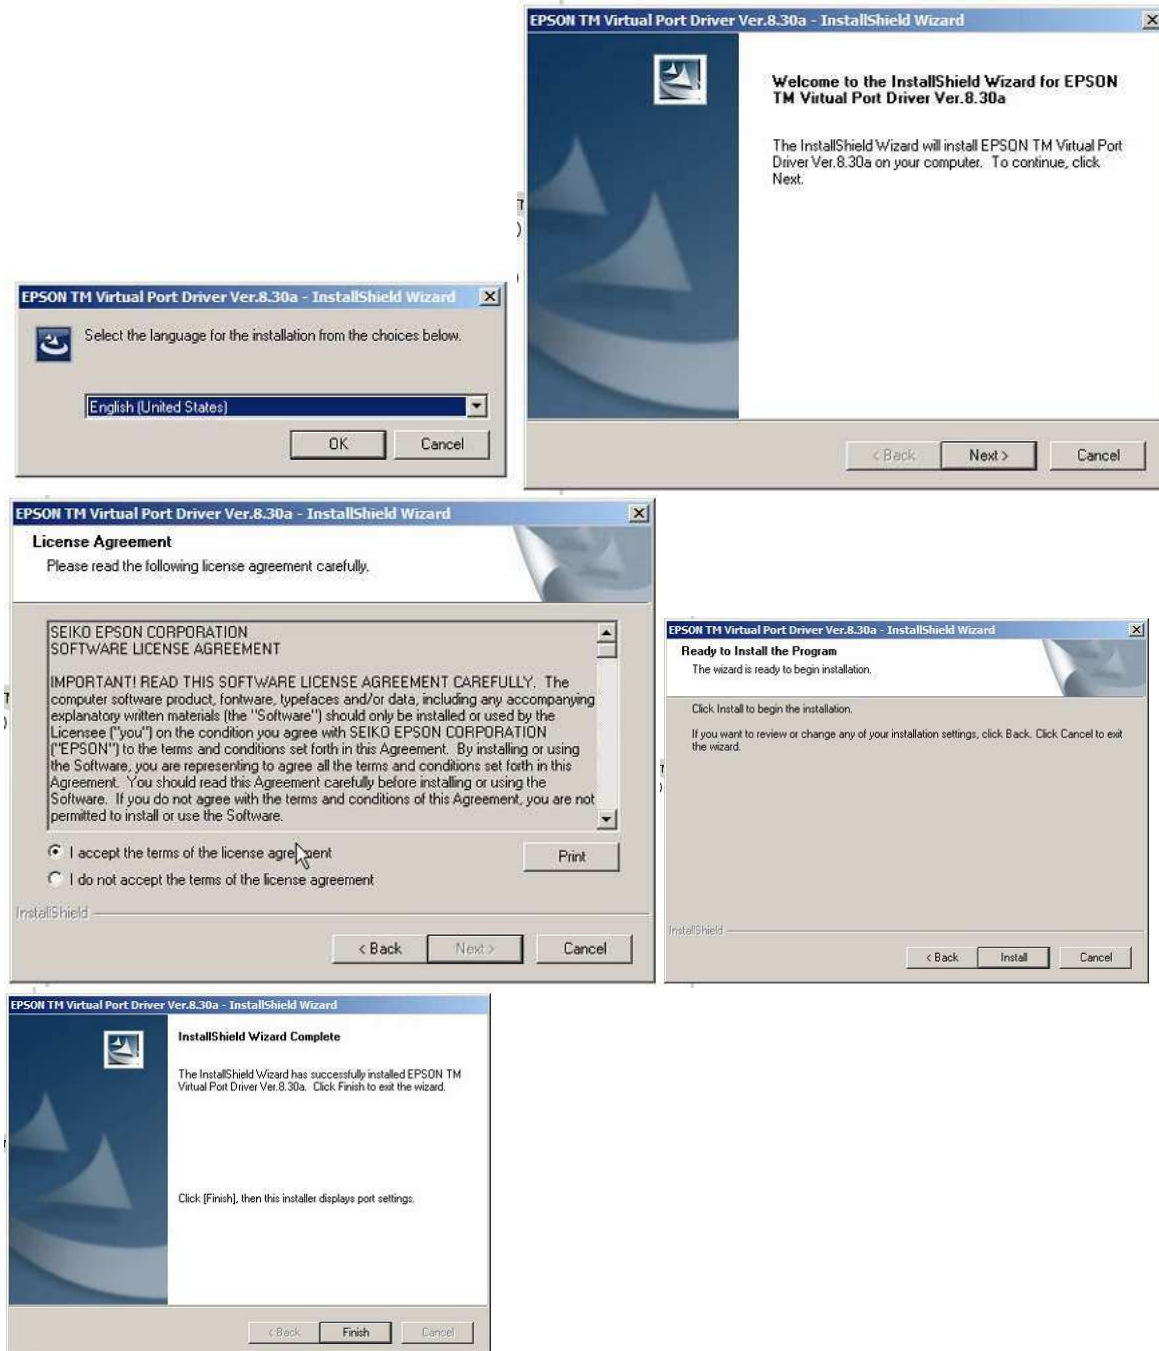 EPSON TM Virtual Port Driver Ver.8.30a - InstallShield Wizard
Select the language for the installation from the choices below.
English (United States)
OK
Cancel
EPSON TM Virtual Port Driver Ver.8.30a - InstallShield Wizard
Welcome to the InstallShield Wizard for EPSON
TM Virtual Port Driver Ver.8.30a
The InstallShield Wizard will install EPSON TM Virtual Port
Driver Ver.8.30a on your computer. To continue, click
Next.
< Back
Next >
Cancel
EPSON TM Virtual Port Driver Ver.8.30a - InstallShield Wizard
License Agreement
Please read the following license agreement carefully.
SEIKO EPSON CORPORATION
SOFTWARE LICENSE AGREEMENT
IMPORTANT! READ THIS SOFTWARE LICENSE AGREEMENT CAREFULLY. The
computer software product, fontware, typefaces and/or data, including any accompanying
explanatory written materials (the "Software") should only be installed or used by the
Licensee ("you") on the condition you agree with SEIKO EPSON CORPORATION
("EPSON") to the terms and conditions set forth in this Agreement. By installing or using
the Software, you are representing to agree all the terms and conditions set forth in this
Agreement. You should read this Agreement carefully before installing or using the
Software. If you do not agree with the terms and conditions of this Agreement, you are not
permitted to install or use the Software.
I accept the terms of the license agreement
Print
I do not accept the terms of the license agreement
InstallShield
< Back
Next >
Cancel
EPSON TM Virtual Port Driver Ver.8.30a - InstallShield Wizard
Ready to Install the Program
The wizard is ready to begin installation.
Click Install to begin the installation.
If you want to review or change any of your installation settings, click Back. Click Cancel to exit
the wizard.
InstallShield
< Back
Install
Cancel
EPSON TM Virtual Port Driver Ver.8.30a - InstallShield Wizard
InstallShield Wizard Complete
The InstallShield Wizard has successfully installed EPSON TM
Virtual Port Driver Ver.8.30a. Click Finish to exit the wizard.
Click [Finish], then this installer displays port settings.
< Back
Finish
Cancel